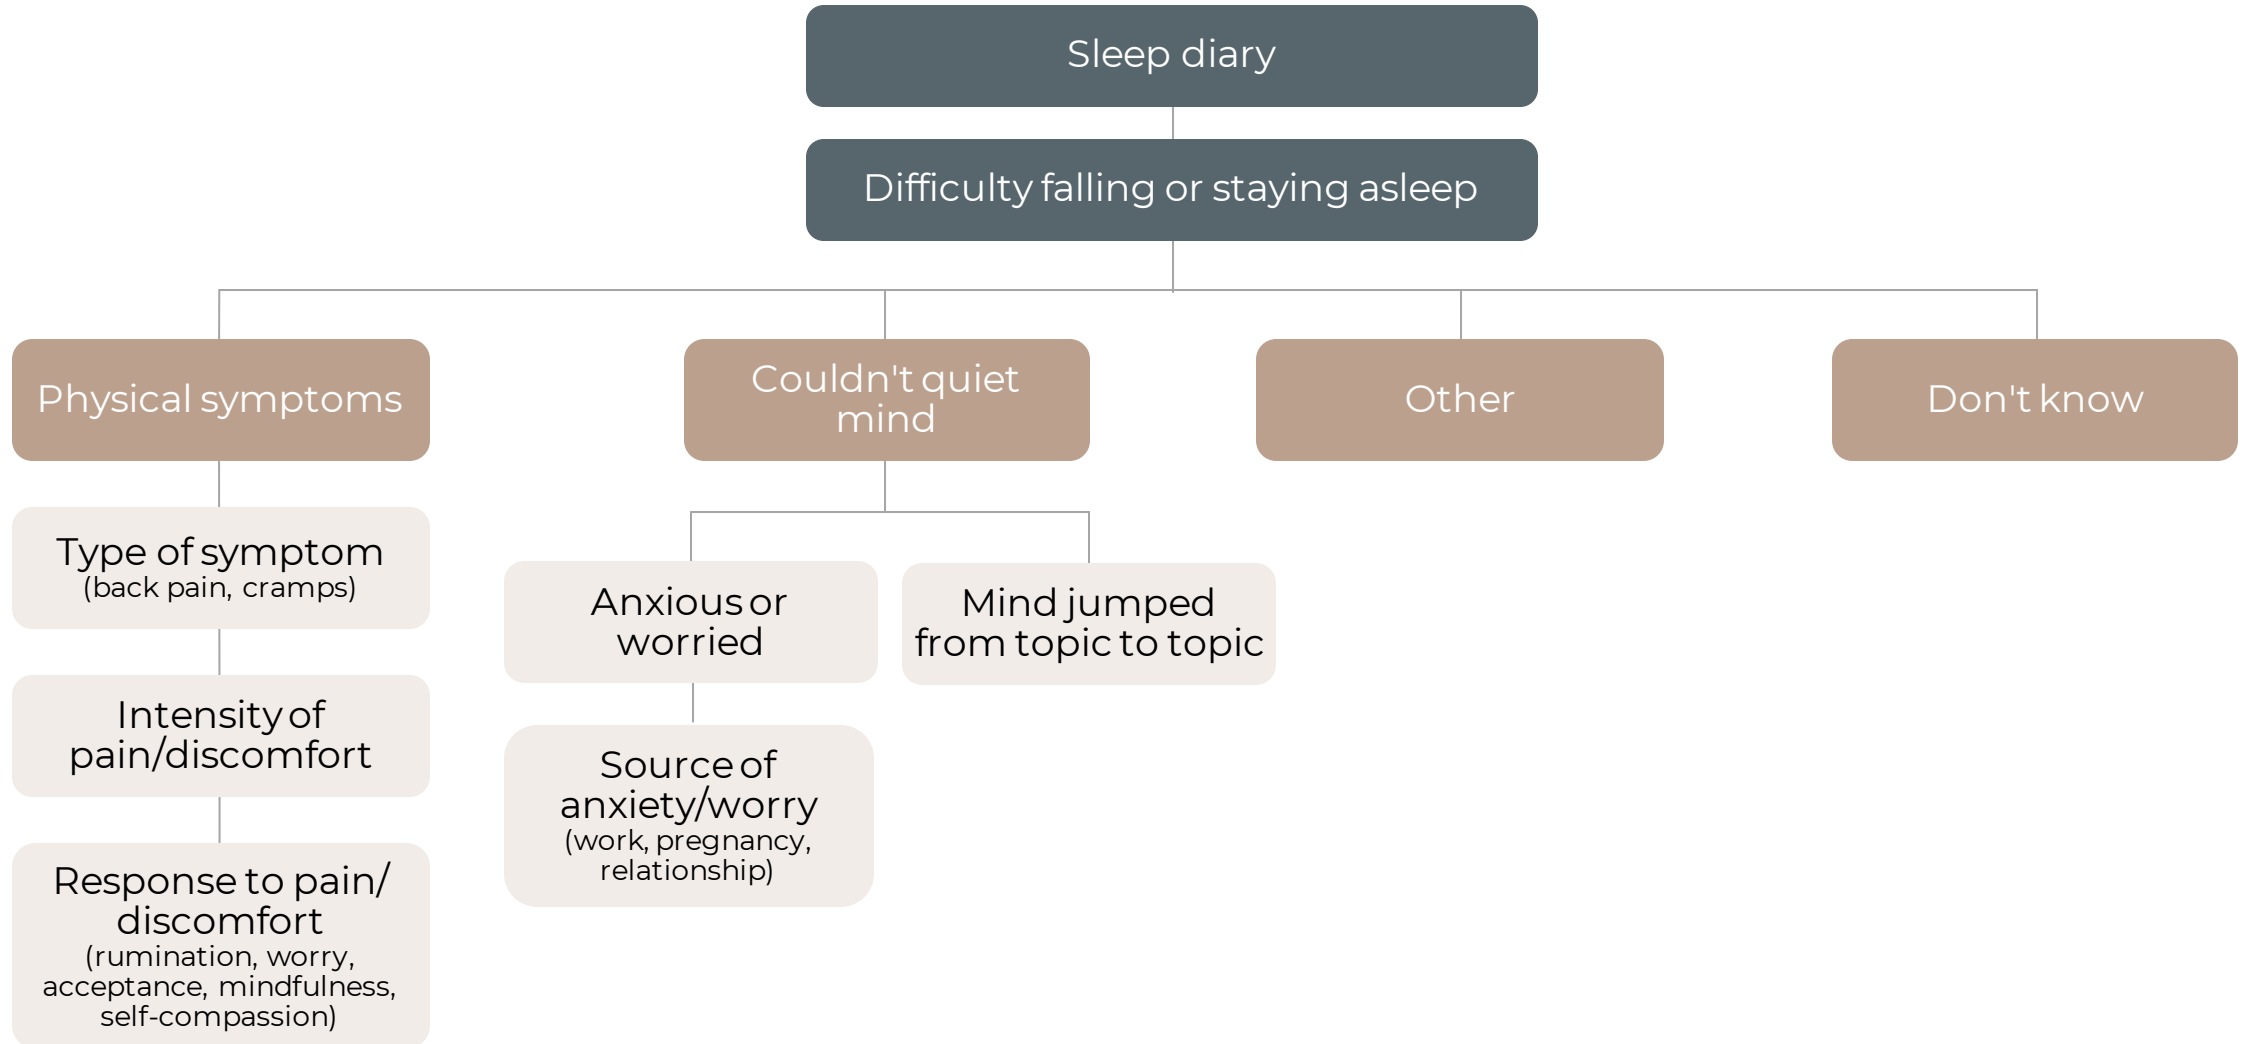 Sleep diary
Difficulty falling or staying asleep
Physical symptoms
Couldn't quiet
mind
Other
Don't know
Type of symptom
(back pain, cramps)
Intensity of
pain/discomfort
Response to pain/
discomfort
(rumination, worry,
acceptance, mindfulness,
self-compassion)
Anxious or
worried
Source of
anxiety/worry
(work, pregnancy,
relationship)
Mind jumped
from topic to topic